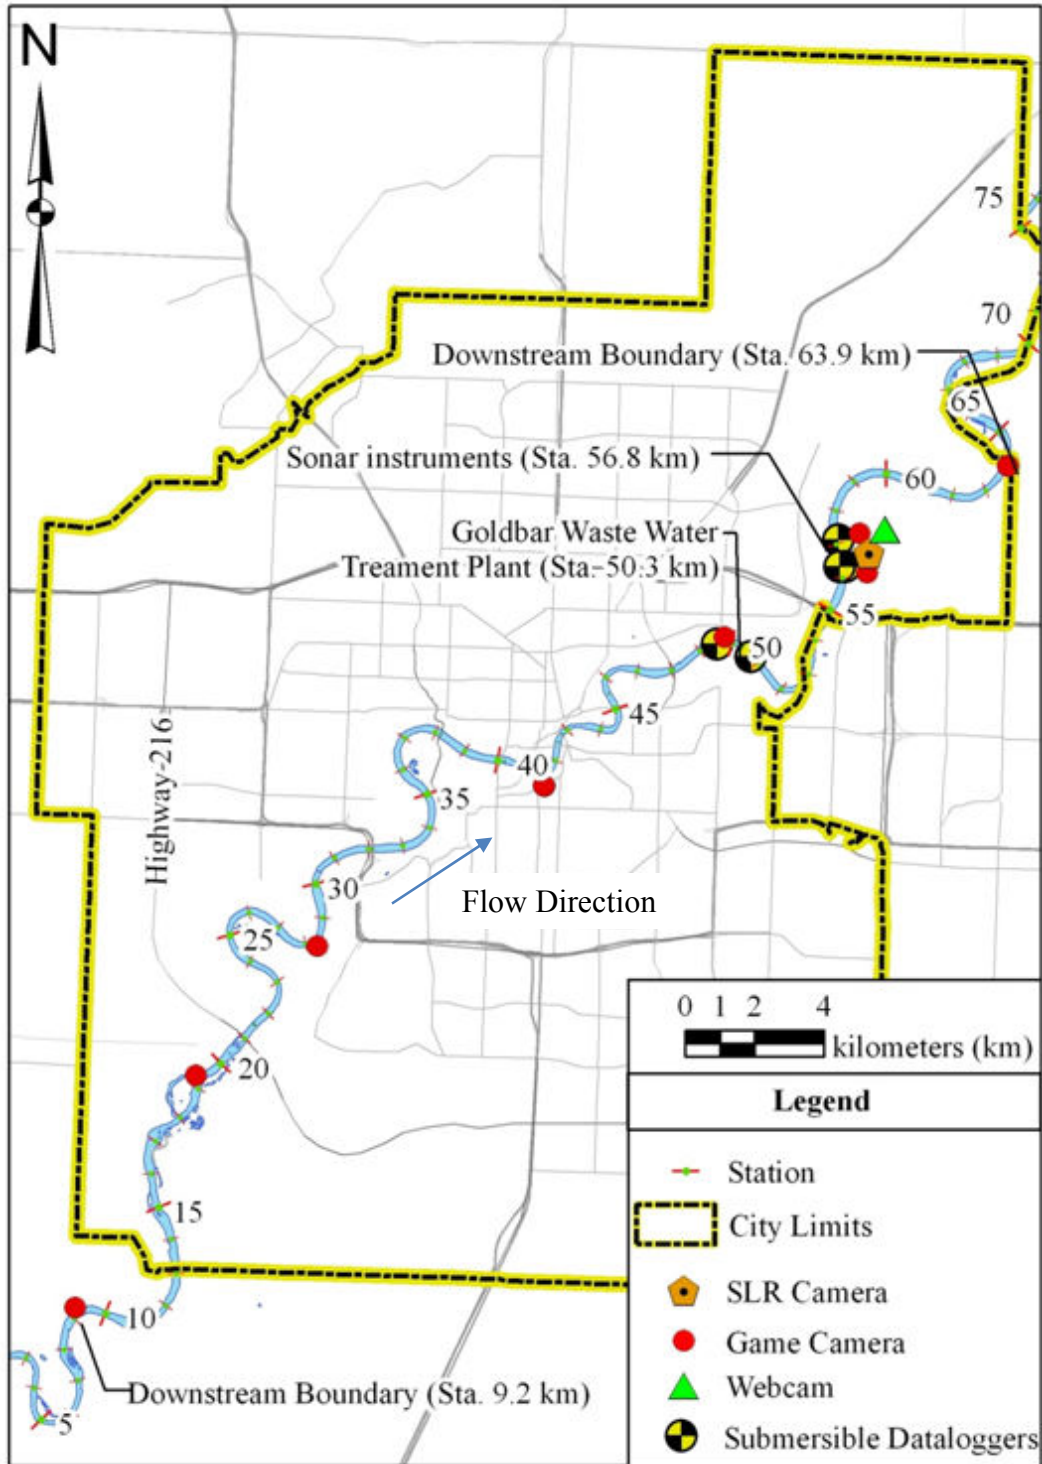 N
75
70
Downstream Boundary (Sta. 63.9 km)
65
Sonar instruments (Sta. 56.8 km)
60
Goldbar Waste Water
Treament Plant (Sta. 50.3 km)
55
50
45
Highway-216
40
35
30
Flow Direction
25
20
15
10
Downstream Boundary (Sta. 9.2 km)
5
0 1 2 4
kilometers (km)
Legend
Station
City Limits
SLR Camera
Game Camera
Webcam
Submersible Dataloggers